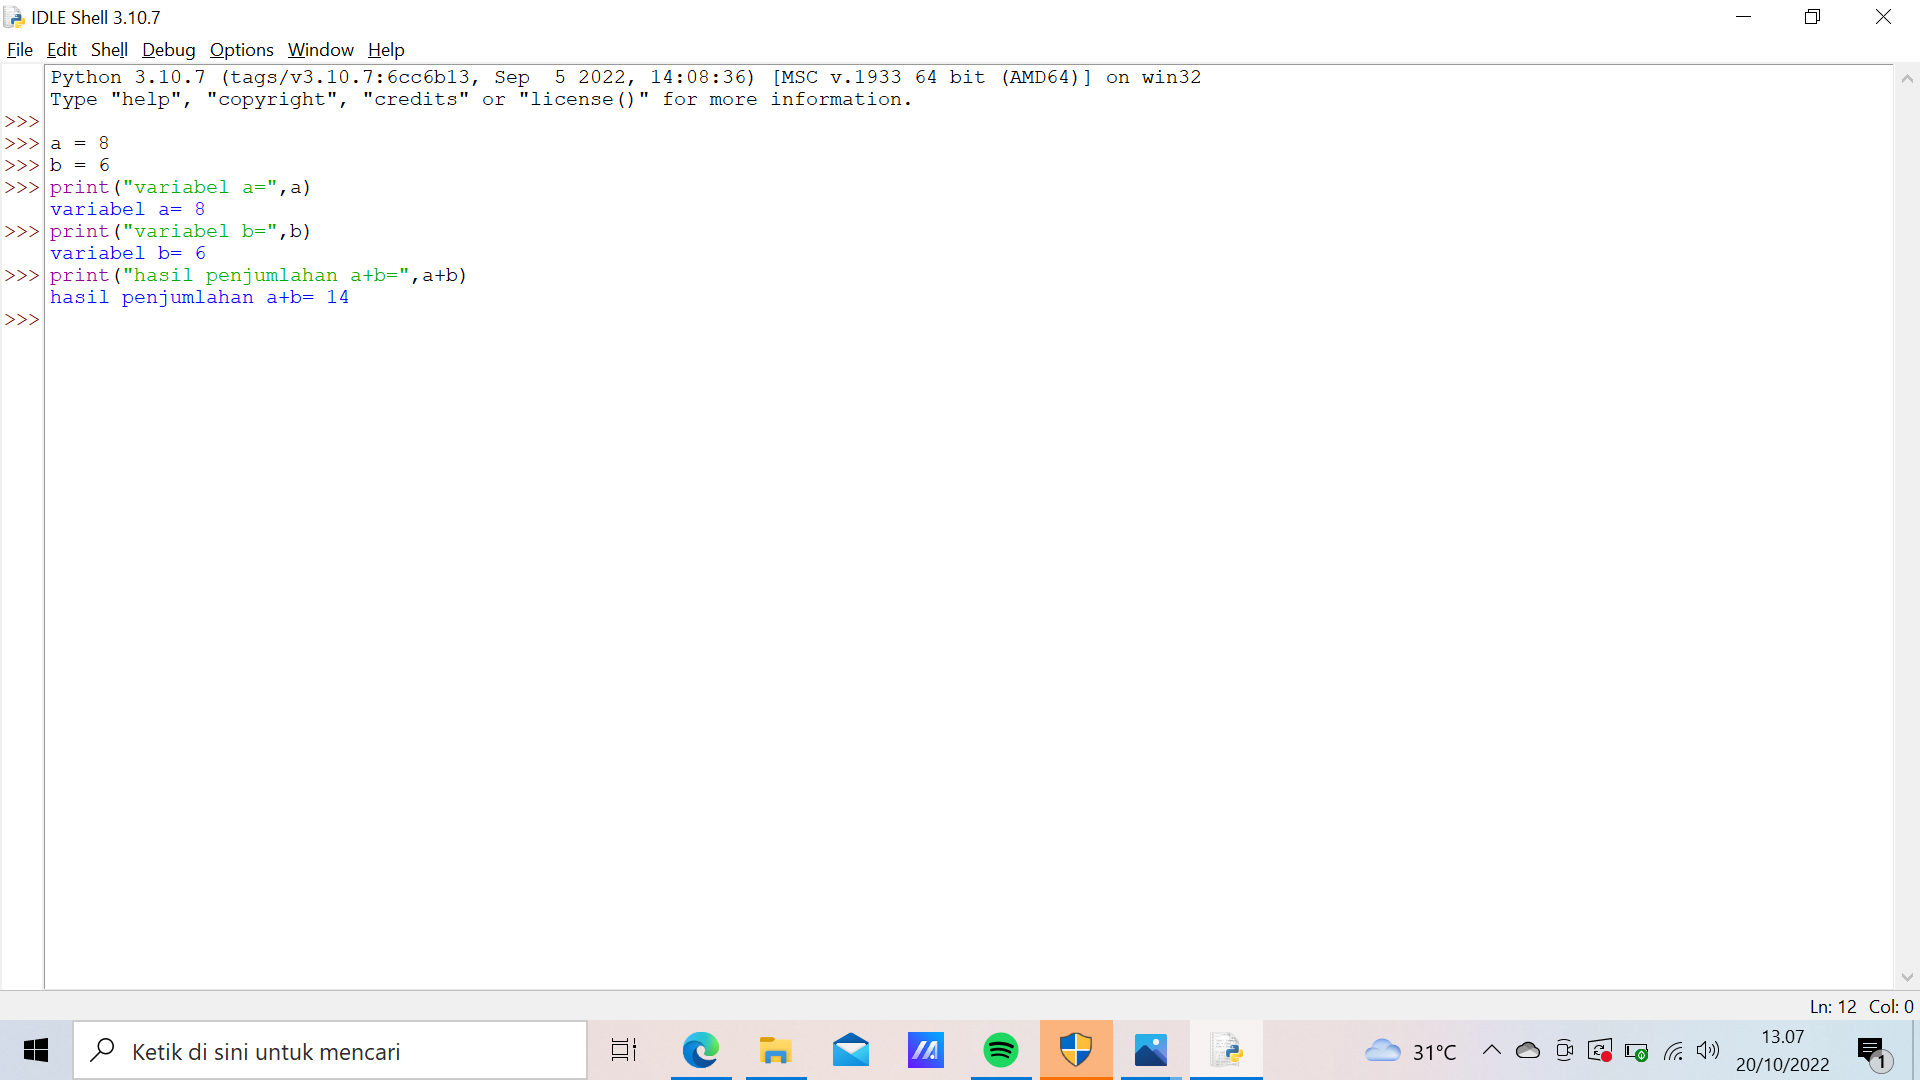 IDLE Shell 3.10.7
File Edit Shell Debug Options Window Help
Python 3.10.7 (tags/v3.10.7:6cc6b13, Sep  5 2022, 14:08:36) [MSC v.1933 64 bit (AMD64)] on win32
Type "help", "copyright", "credits" or "license()" for more information.
>>>
>>> a = 8
>>> b = 6
>>> print("variabel a=",a)
variabel a= 8
>>> print("variabel b=",b)
variabel b= 6
>>> print("hasil penjumlahan a+b=",a+b)
hasil penjumlahan a+b= 14
>>>
Ln: 12 Col: 0
Ketik di sini untuk mencari
31°C
13.07
20/10/2022
1